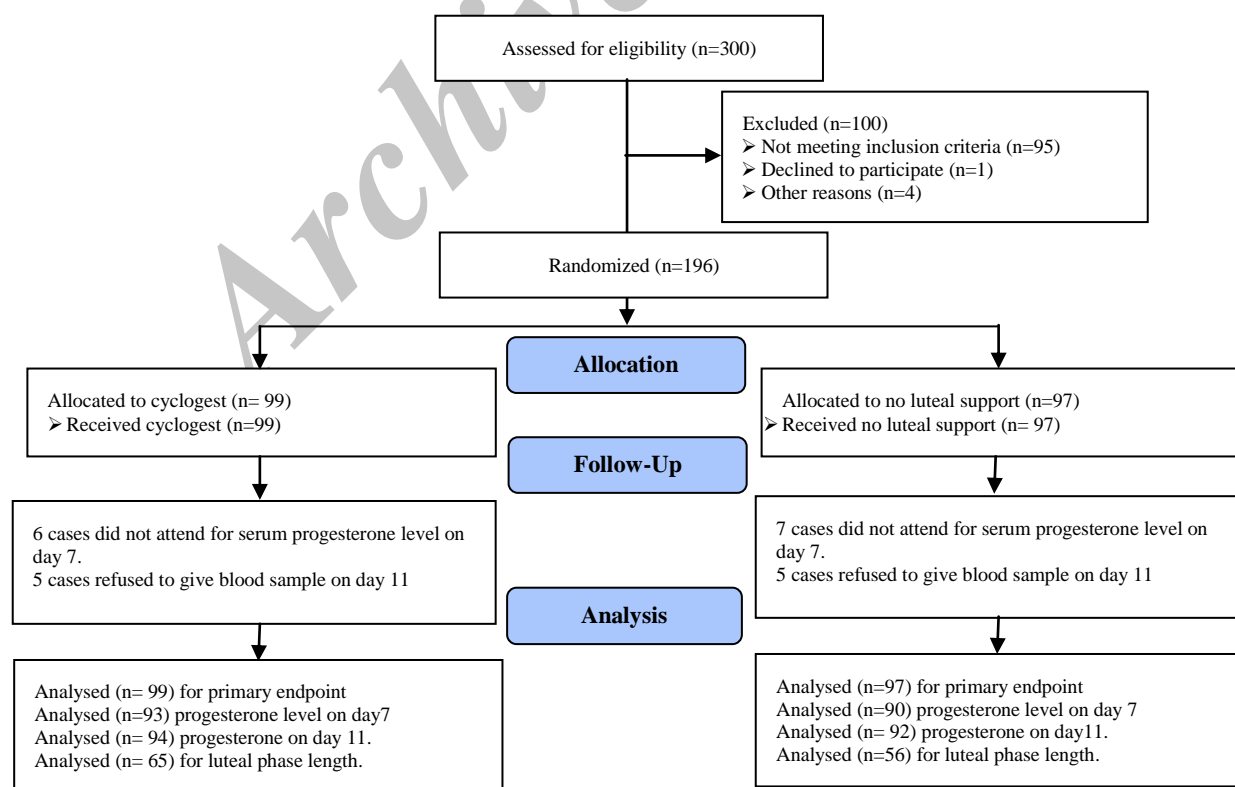 Archive
Assessed for eligibility (n=300)
Excluded (n=100)
➢ Not meeting inclusion criteria (n=95)
➢ Declined to participate (n=1)
➢ Other reasons (n=4)
Randomized (n=196)
Allocation
Allocated to cyclogest (n= 99)
➢ Received cyclogest (n=99)
Allocated to no luteal support (n=97)
➢ Received no luteal support (n= 97)
Follow-Up
6 cases did not attend for serum progesterone level on
day 7.
5 cases refused to give blood sample on day 11
7 cases did not attend for serum progesterone level on
day 7.
5 cases refused to give blood sample on day 11
Analysis
Analysed (n= 99) for primary endpoint
Analysed (n=93) progesterone level on day7
Analysed (n= 94) progesterone on day 11.
Analysed (n= 65) for luteal phase length.
Analysed (n=97) for primary endpoint
Analysed (n=90) progesterone level on day 7
Analysed (n= 92) progesterone on day11.
Analysed (n=56) for luteal phase length.